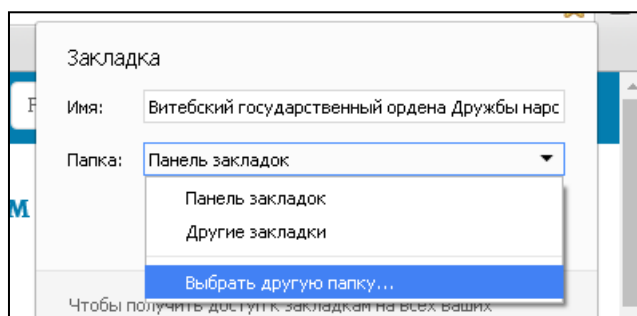 Закладка
Имя: Витебский государственный ордена Дружбы нарс
Папка: Панель закладок
Панель закладок
Другие закладки
Выбрать другую папку...
Чтобы получить доступ к закладкам на всех ваших